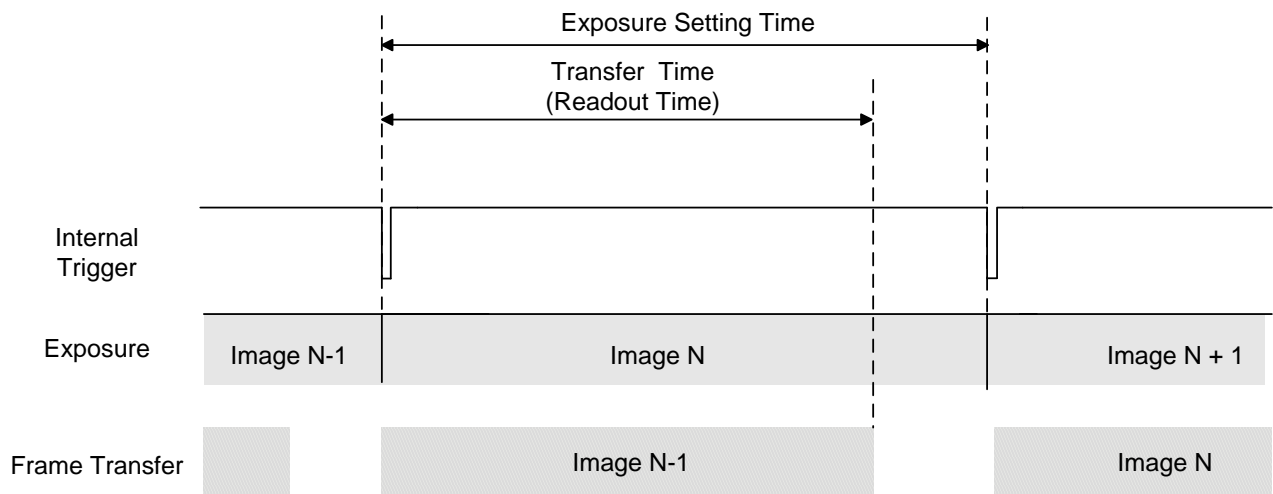 Exposure Setting Time
Transfer Time
(Readout Time)
Internal
Trigger
Exposure
Image N-1
Image N
Image N + 1
Frame Transfer
Image N-1
Image N